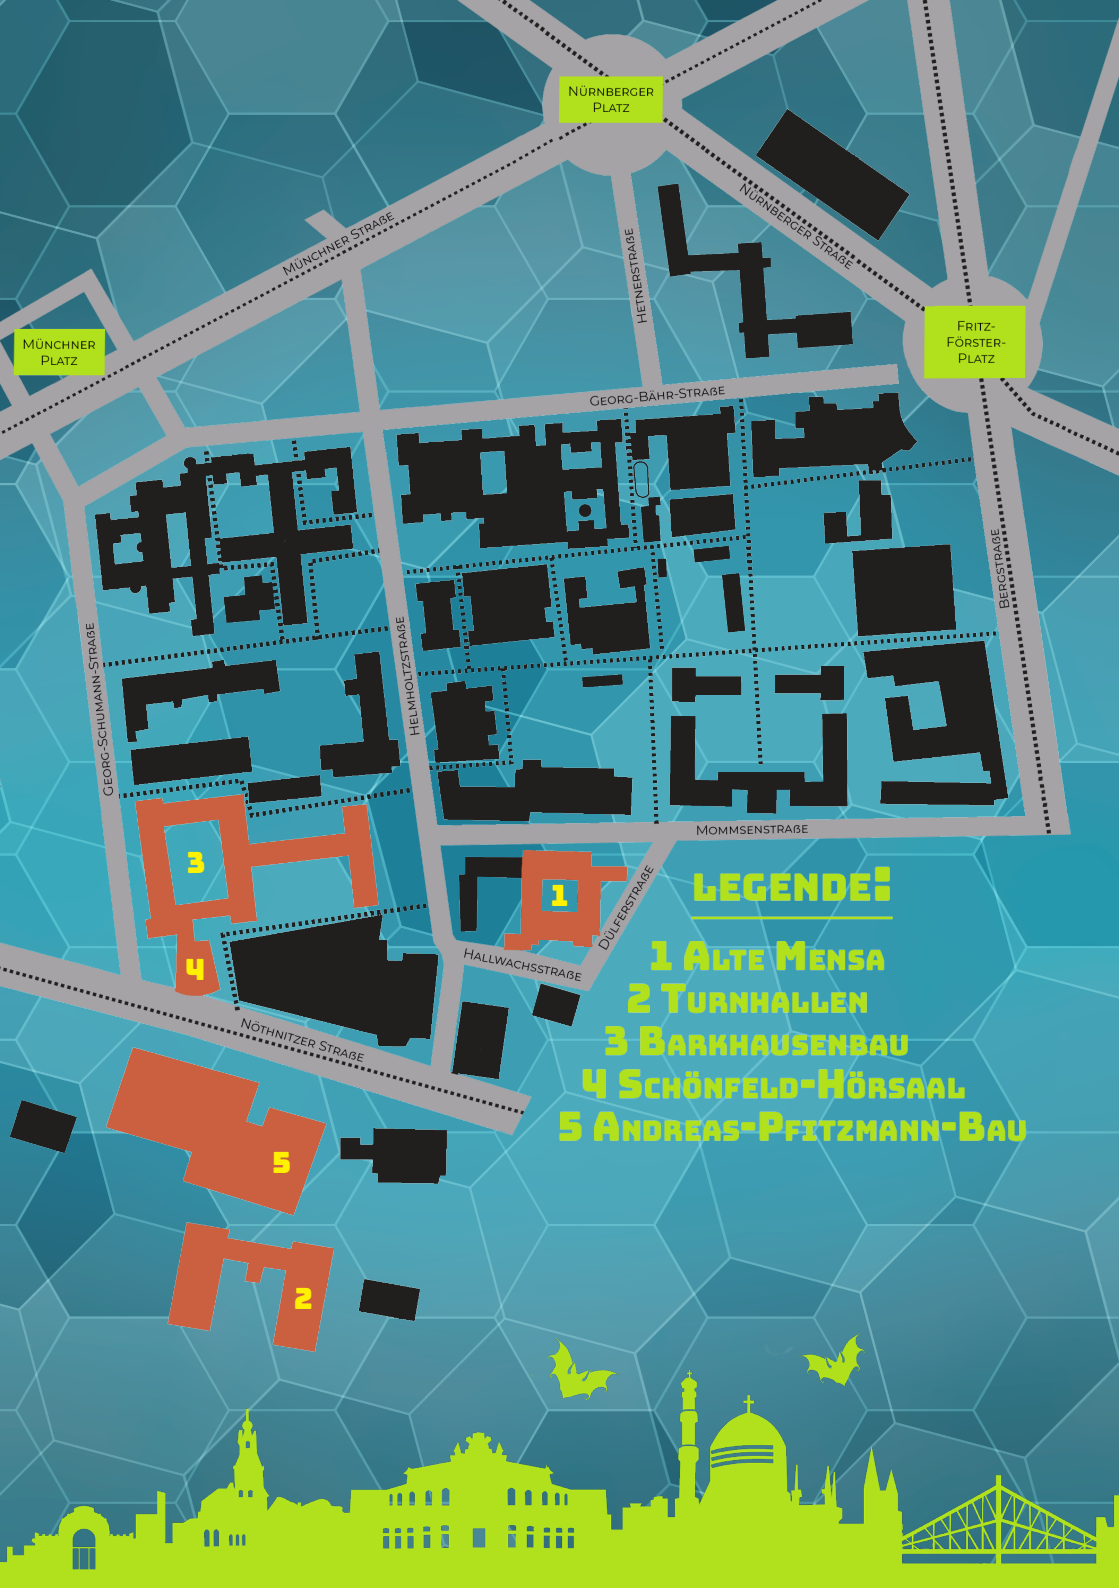 NÜRNBERGER
PLATZ
NÜRNBERGER STRASSE
MÜNCHNER STRASSE
HETNERSTRASSE
MÜNCHNER
PLATZ
FRITZ-
FÖRSTER-
PLATZ
GEORG-BÄHR-STRASSE
BERGSTRASSE
GEORG-SCHUMANN-STRASSE
HELMHOLTZSTRASSE
MOMMSENSTRASSE
3
1
DÜLFERSTRASSE
HALLWACHSSTRASSE
4
NÖTHNITZER STRASSE
LEGENDE:
1 ALTE MENSA
2 TURNHALLEN
3 BARKHAUSENBAU
4 SCHÖNFELD-HÖRSAAL
5 ANDREAS-PFITZMANN-BAU
5
2